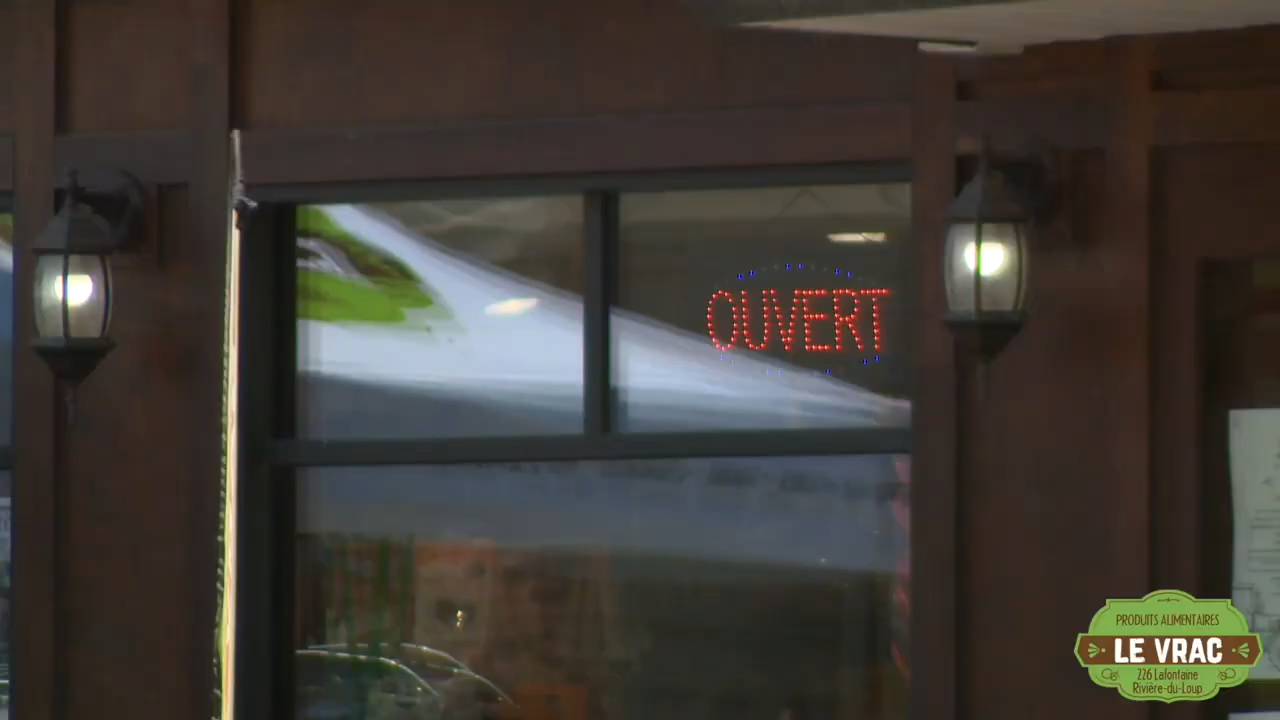 OUVERT
PRODUITS ALIMENTAIRES
LE VRAC
226 Lafontaine
Rivière-du-Loup